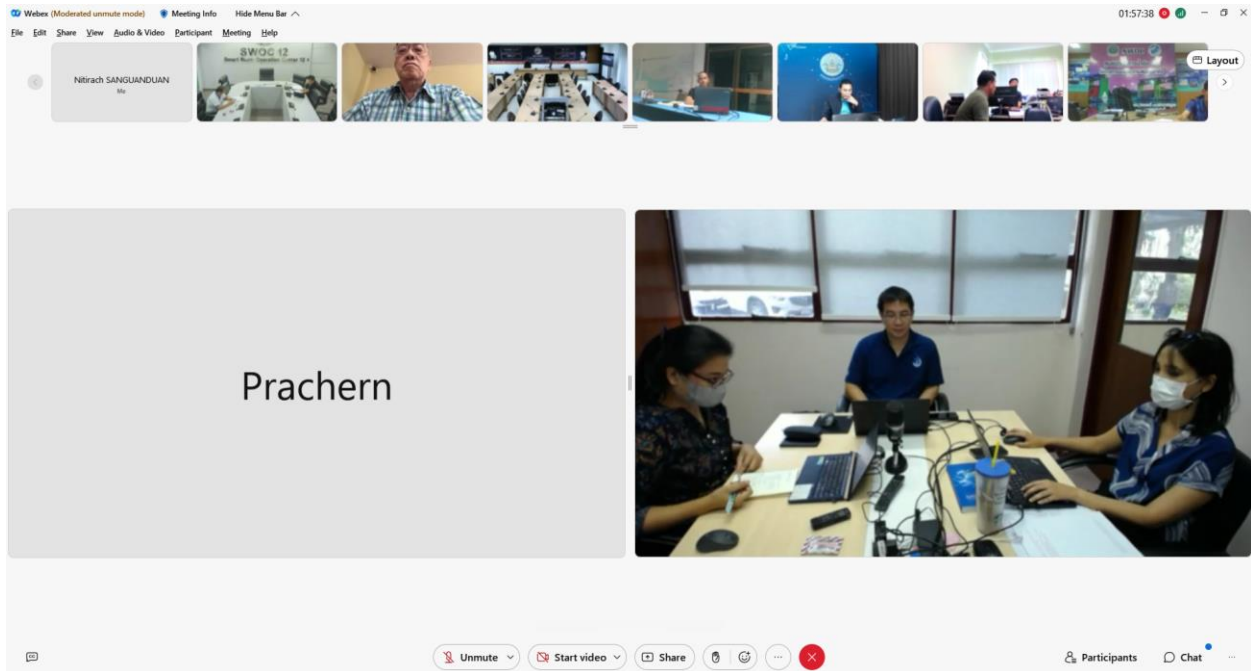 Webex (Moderated unmute mode) Meeting Info Hide Menu Bar 01:57:38
File Edit Share View Audio & Video Participant Meeting Help
Nitirach SANGUANDUAN
Me
SWOC 12
Layout
Prachern
Unmute Start video Share Participants Chat